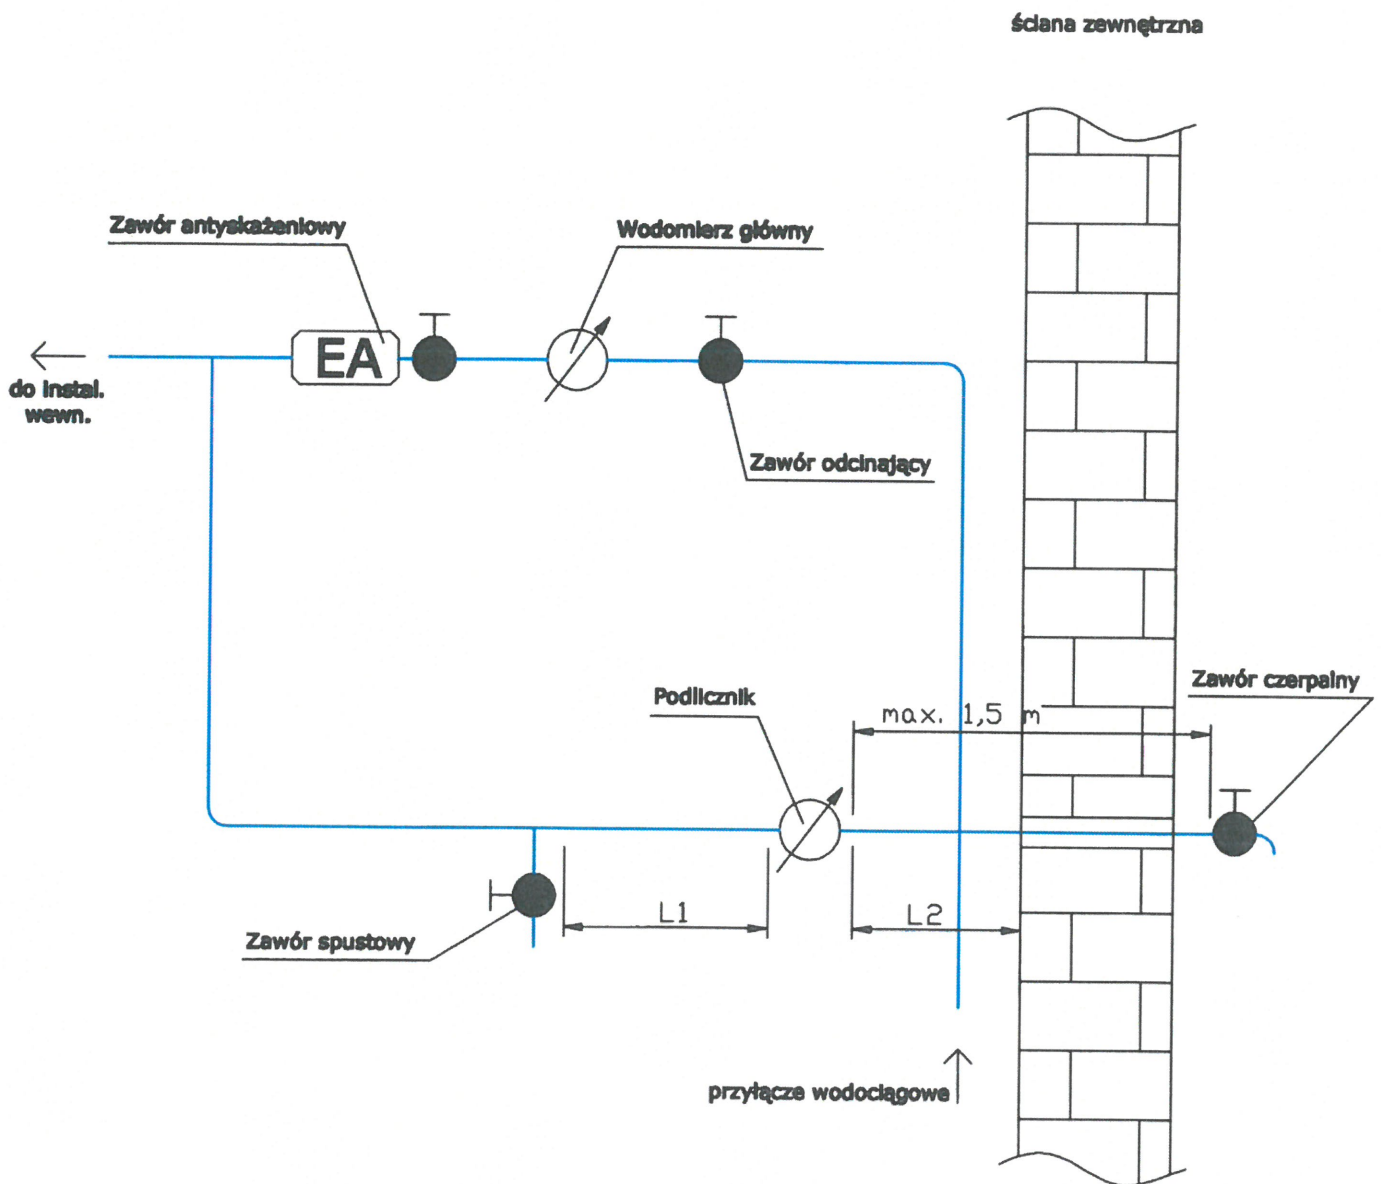 ściana zewnętrzna
Zawór antyskażeniowy
Wodomierz główny
EA
do instal.
wewn.
Zawór odcinający
Zawór czerpalny
Podlicznik
max. 1,5 m
L1
L2
Zawór spustowy
przyłącze wodociągowe